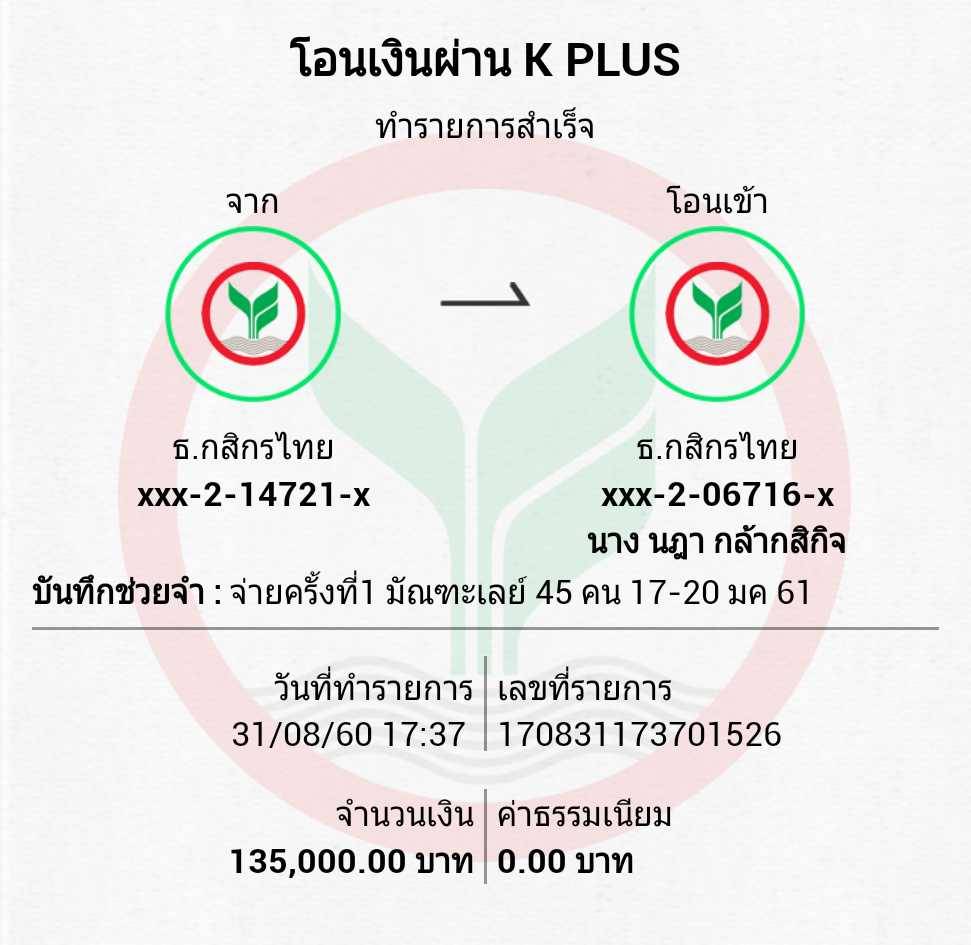 โอนเงินผ่าน K PLUS
ทำรายการสำเร็จ
จาก
โอนเข้า
ธ.กสิกรไทย
xxx-2-14721-x
ธ.กสิกรไทย
xxx-2-06716-x
นาง นฎา กล้ากสิกิจ
บันทึกช่วยจำ : จ่ายครั้งที่1 มัณฑะเลย์ 45 คน 17-20 มค 61
วันที่ทำรายการ
31/08/60 17:37
เลขที่รายการ
170831173701526
จำนวนเงิน
135,000.00 บาท
ค่าธรรมเนียม
0.00 บาท